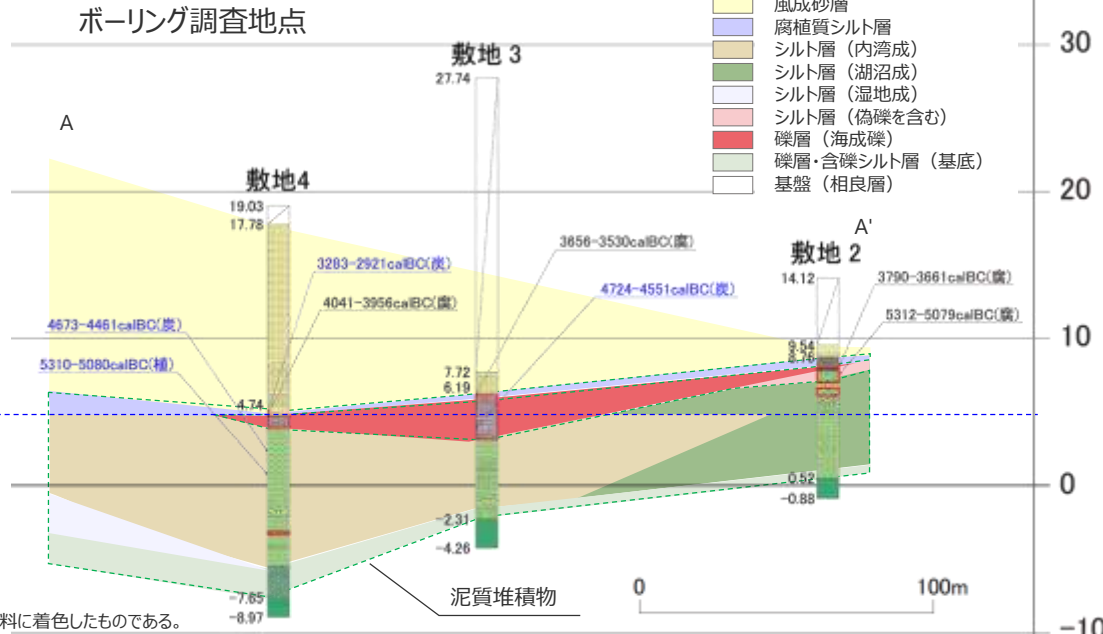 ボーリング調査地点
風成砂層
腐植質シルト層
シルト層（内湾成）
シルト層（湖沼成）
シルト層（湿地成）
シルト層（偽礫を含む）
礫層（海成礫）
礫層・含礫シルト層（基底）
基盤（相良層）
30
20
10
0
-10
A
A'
敷地4
19.03
17.78
4.74
-7.65
-8.97
敷地 3
27.74
7.72
6.19
-2.31
-4.26
敷地 2
14.12
9.54
0.52
-0.88
3283-2921calBC(炭)
4041-3956calBC(腐)
4673-4461calBC(炭)
5310-5080calBC(植)
3656-3530calBC(腐)
4724-4551calBC(炭)
3790-3661calBC(腐)
5312-5079calBC(腐)
泥質堆積物
0
100m
料に着色したものである。